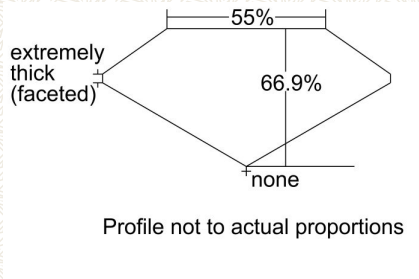 55%
extremely
thick
(faceted)
66.9%
none
Profile not to actual proportions